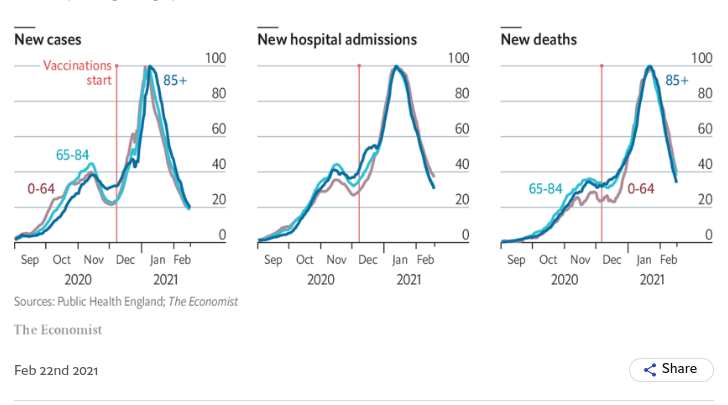 New cases
Vaccinations
start
100
85+
80
60
65-84
40
0-64
20
0
Sep Oct Nov Dec Jan Feb
2020 2021
New hospital admissions
100
80
60
40
20
0
Sep Oct Nov Dec Jan Feb
2020 2021
New deaths
100
85+
80
60
40
65-84
0-64
20
0
Sep Oct Nov Dec Jan Feb
2020 2021
Sources: Public Health England; The Economist
The Economist
Feb 22nd 2021
Share